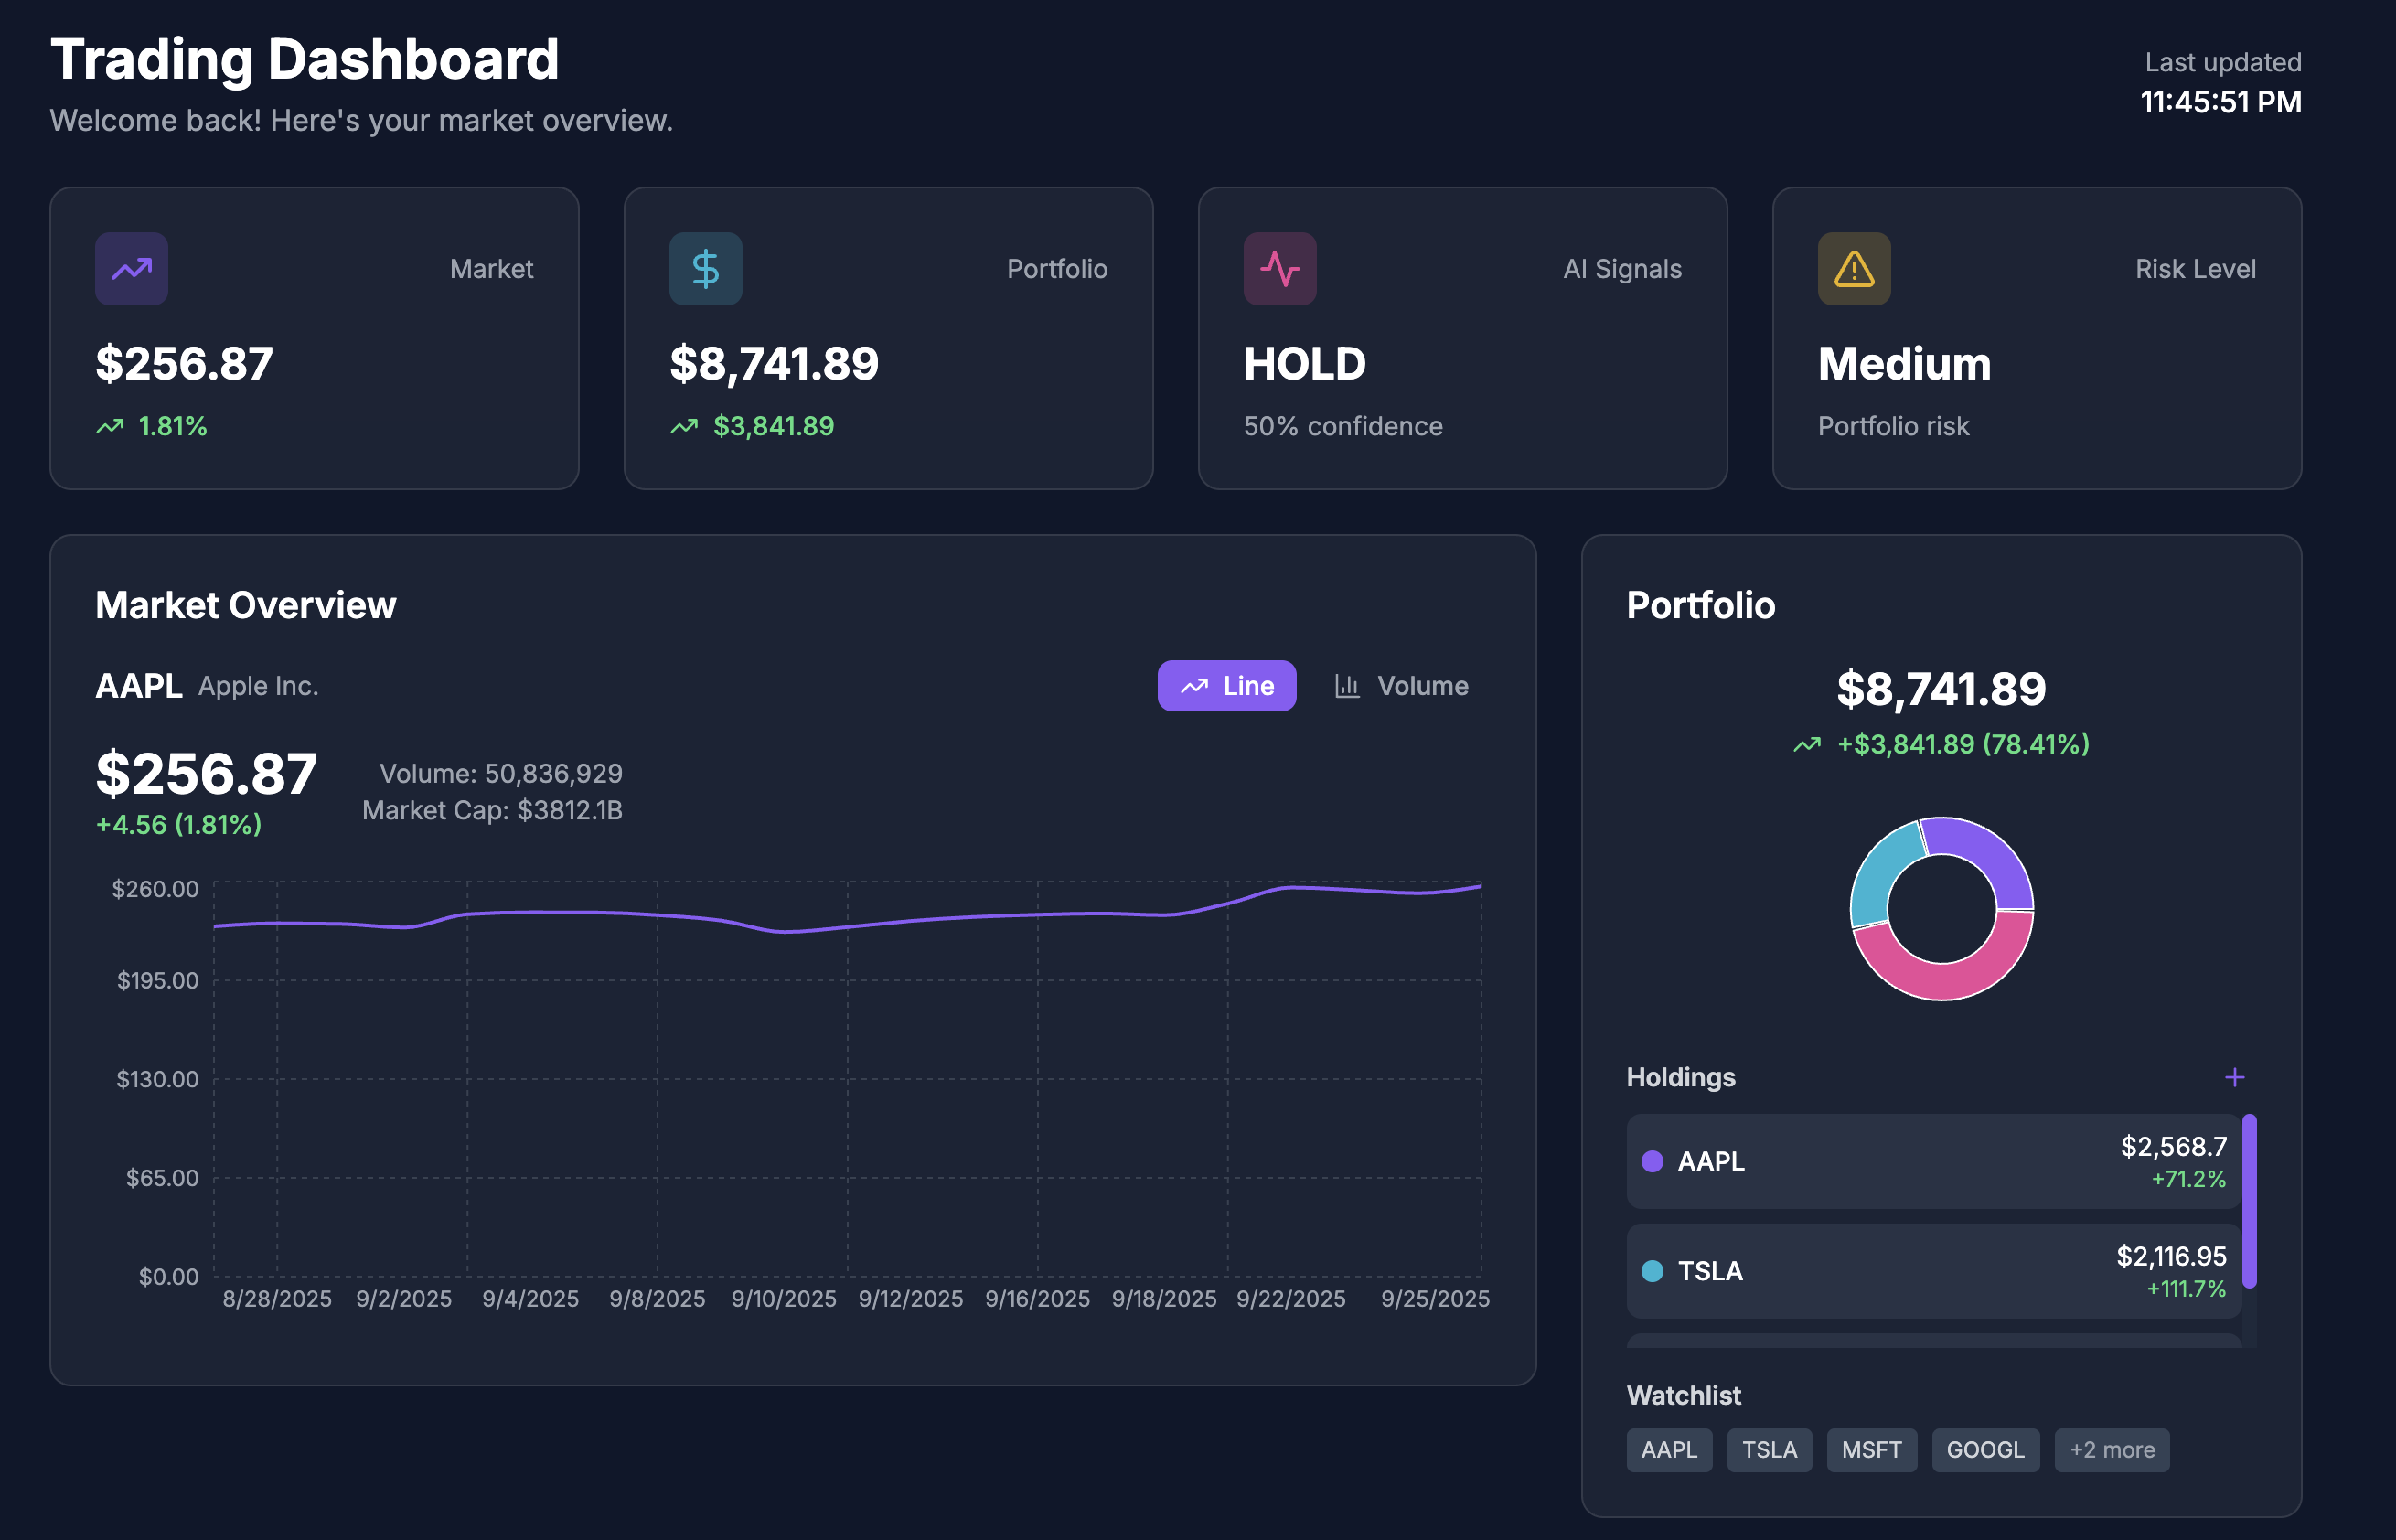 Trading Dashboard
Welcome back! Here's your market overview.
Last updated
11:45:51 PM
Market
$256.87
1.81%
Portfolio
$8,741.89
$3,841.89
AI Signals
HOLD
50% confidence
Risk Level
Medium
Portfolio risk
Market Overview
AAPL Apple Inc.
Line
Volume
$256.87
+4.56 (1.81%)
Volume: 50,836,929
Market Cap: $3812.1B
$260.00
$195.00
$130.00
$65.00
$0.00
8/28/2025 9/2/2025 9/4/2025 9/8/2025 9/10/2025 9/12/2025 9/16/2025 9/18/2025 9/22/2025 9/25/2025
Portfolio
$8,741.89
+$3,841.89 (78.41%)
Holdings
+
AAPL
$2,568.7
+71.2%
TSLA
$2,116.95
+111.7%
Watchlist
AAPL TSLA MSFT GOOGL +2 more